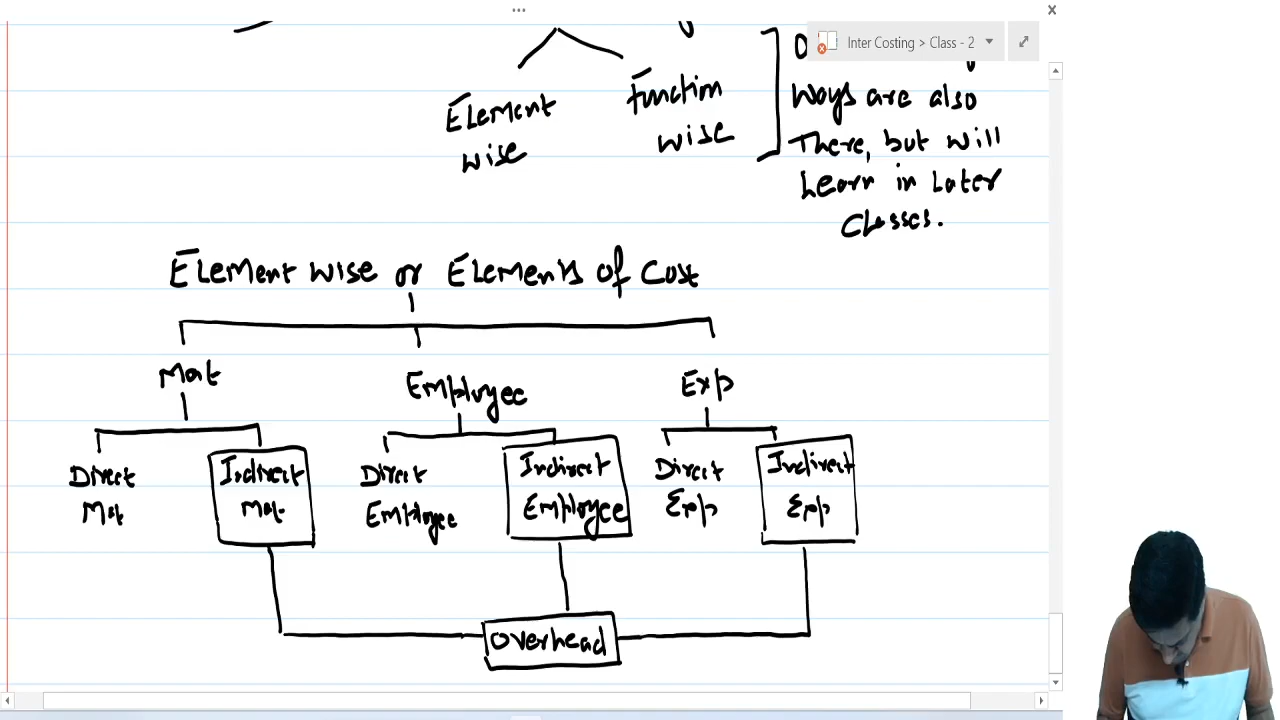 Inter Costing > Class - 2
Element
wise
Function
wise
ways are also
There, but will
Learn in Later
Classes.
Element wise or Elements of Cost
Mat
Employee
Exp
Direct
Mat
Indirect
Mat
Direct
Employee
Indirect
Employee
Direct
Exp
Indirect
Exp
Overhead